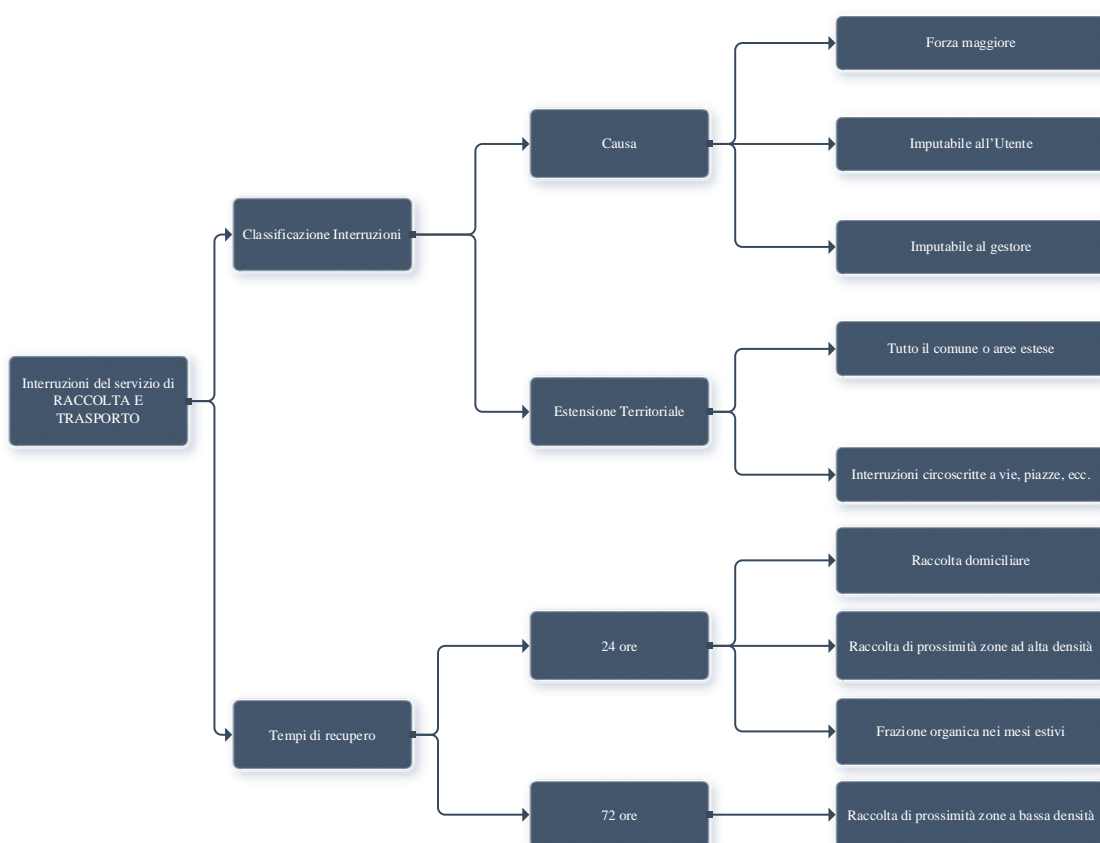 Forza maggiore
Causa
Imputabile all’Utente
Classificazione Interruzioni
Imputabile al gestore
Interruzioni del servizio di
RACCOLTA E
TRASPORTO
Tutto il comune o aree estese
Estensione Territoriale
Interruzioni circoscritte a vie, piazze, ecc.
Raccolta domiciliare
24 ore
Raccolta di prossimità zone ad alta densità
Tempi di recupero
Frazione organica nei mesi estivi
72 ore
Raccolta di prossimità zone a bassa densità